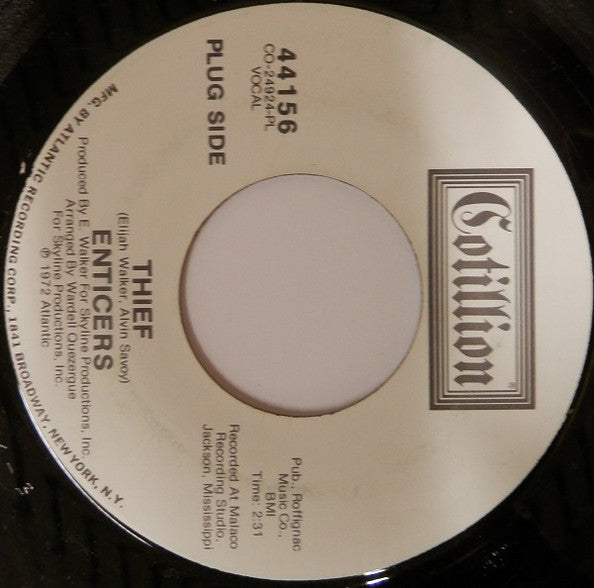 Cotillion®
44156
CO-24924-PL
VOCAL
PLUG SIDE
Pub., Roffignac
Music Co.,
BMI
Time: 2:31
Recorded At Malaco
Recording Studio,
Jackson, Mississippi
THIEF
(Elijah Walker, Alvin Savoy)
ENTICERS
Produced By E. Walker For Skyline Productions, Inc.
Arranged By Wardell Quezergue
For Skyline Productions, Inc.
℗ 1972 Atlantic
MFG. BY ATLANTIC RECORDING CORP., 1841 BROADWAY, NEW YORK, N.Y.